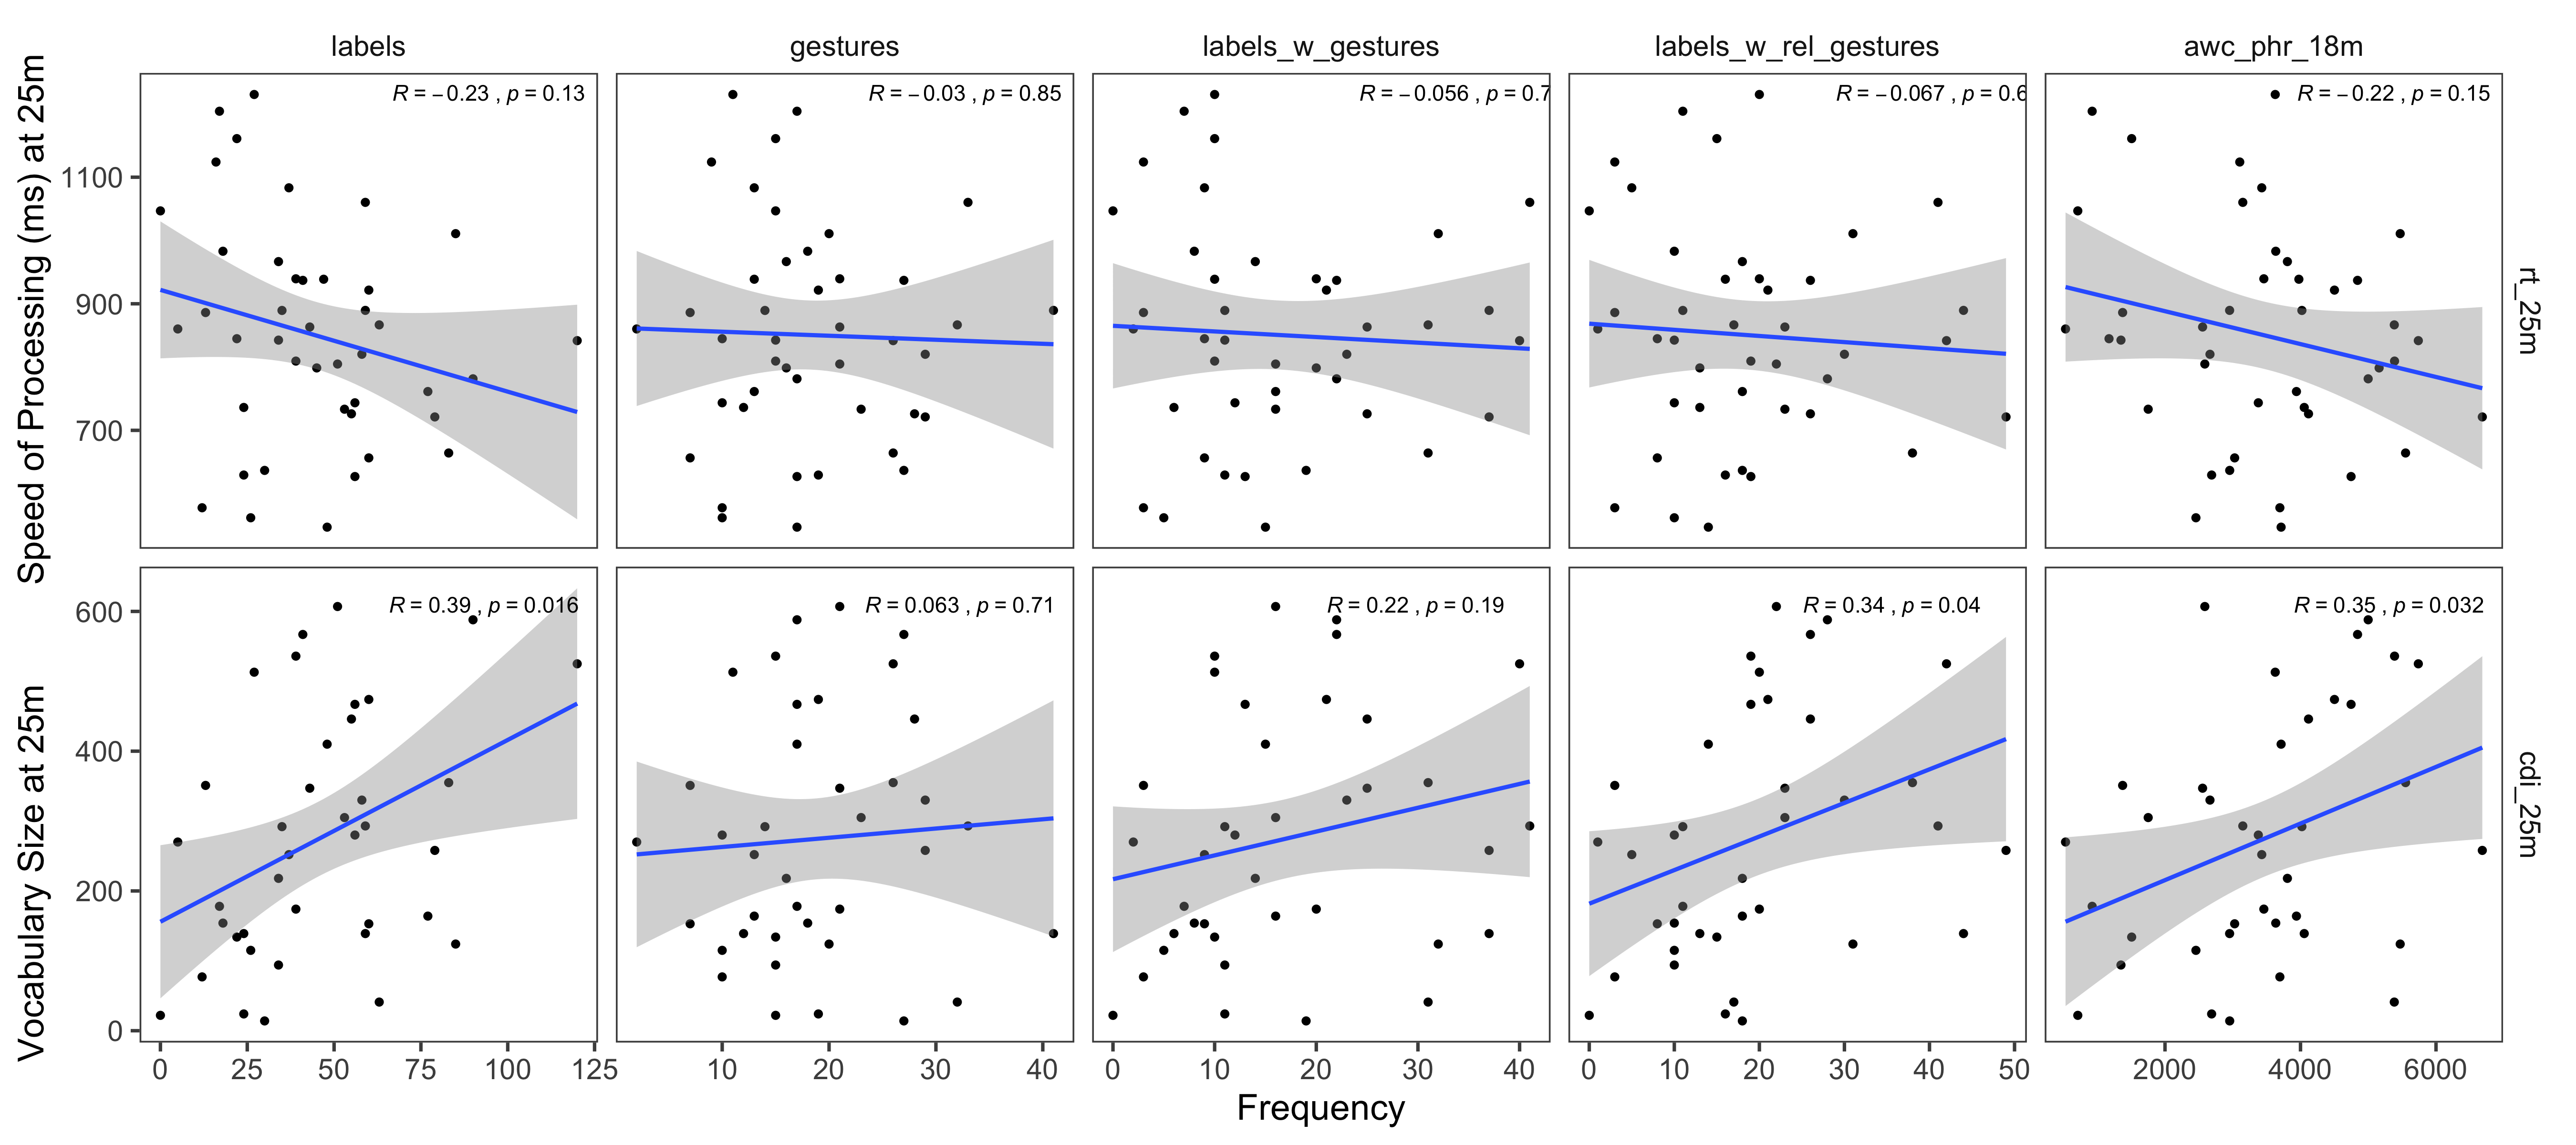 labels gestures labels_w_gestures labels_w_rel_gestures awc_phr_18m
Speed of Processing (ms) at 25m
R = −0.23 , p = 0.13
R = −0.03 , p = 0.85
R = −0.056 , p = 0.7
R = −0.067 , p = 0.6
R = −0.22 , p = 0.15
1100
900
700
rt_25m
Vocabulary Size at 25m
R = 0.39 , p = 0.016
R = 0.063 , p = 0.71
R = 0.22 , p = 0.19
R = 0.34 , p = 0.04
R = 0.35 , p = 0.032
600
400
200
0
cdi_25m
0 25 50 75 100 125
10 20 30 40
0 10 20 30 40
0 10 20 30 40 50
2000 4000 6000
Frequency